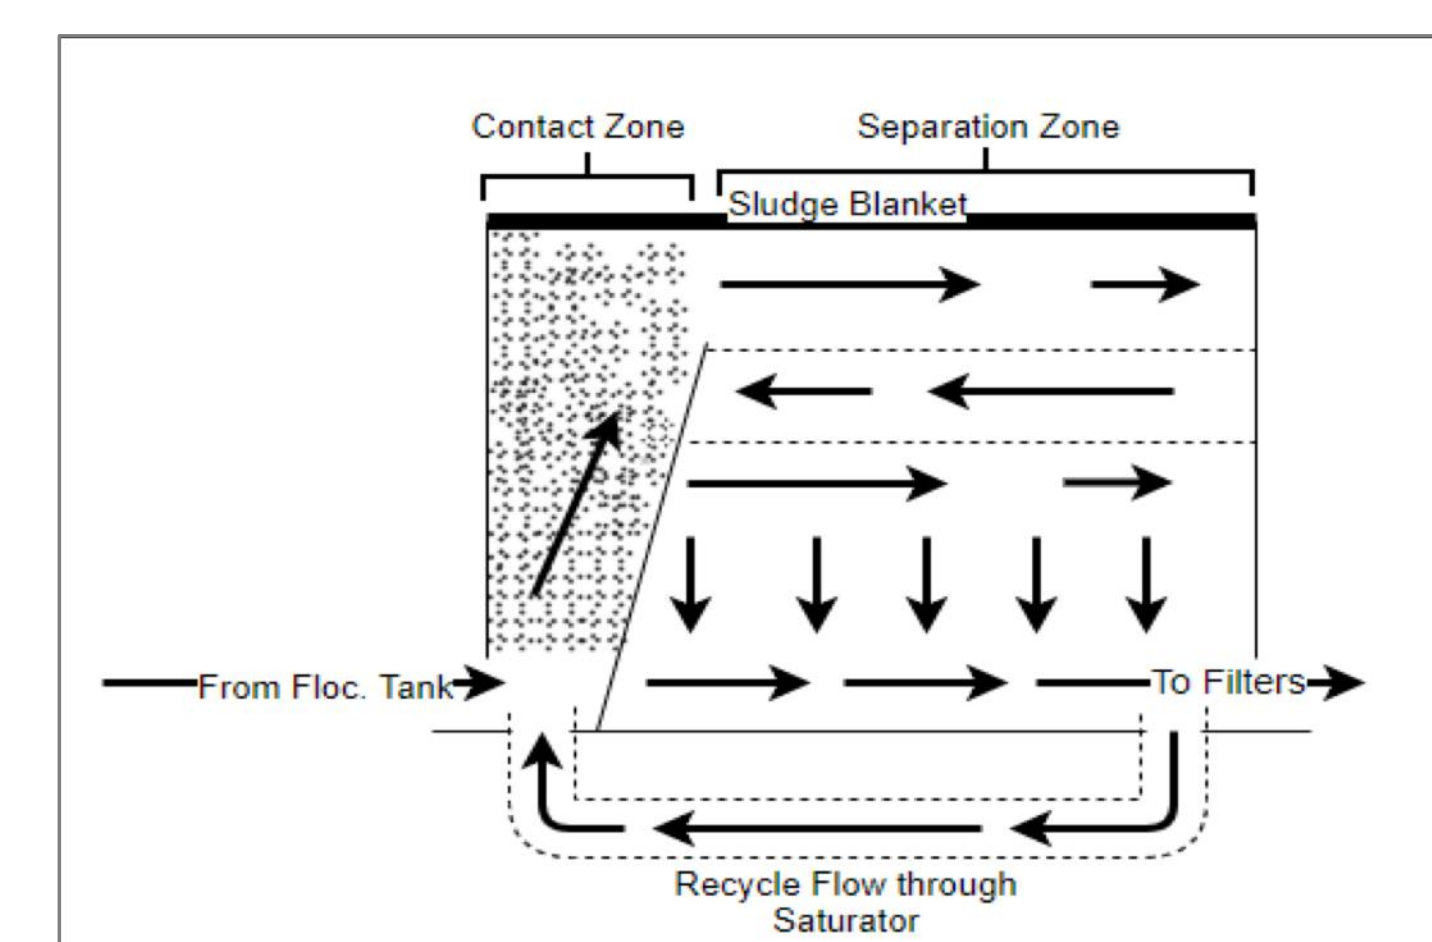 Contact Zone
Separation Zone
Sludge Blanket
From Floc. Tank
To Filters
Recycle Flow through
Saturator